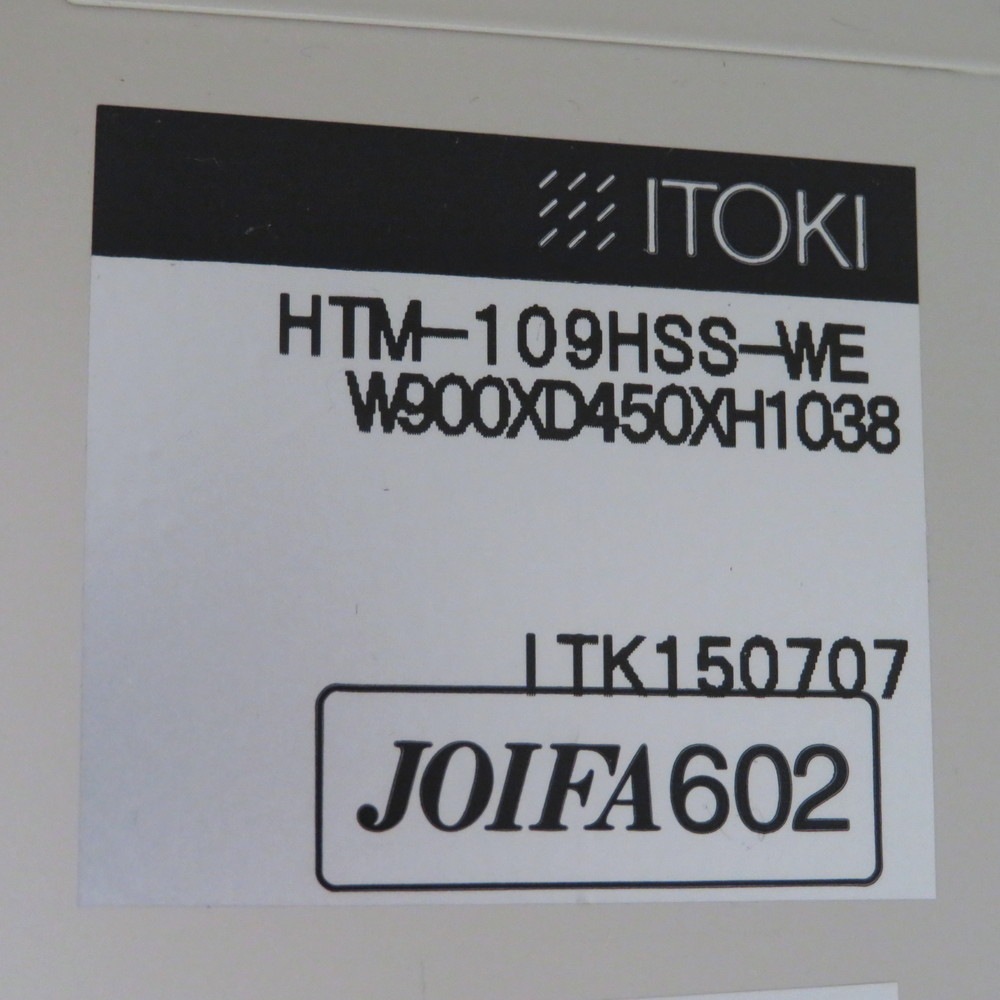 ITOKI
HTM-109HSS-WE
W900XD450XH1038
ITK150707
JOIFA602